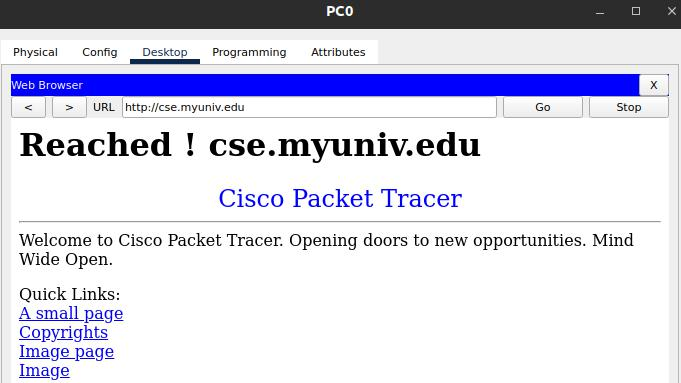 PC0
Physical Config Desktop Programming Attributes
Web Browser X
< > URL http://cse.myuniv.edu Go Stop
Reached ! cse.myuniv.edu
Cisco Packet Tracer
Welcome to Cisco Packet Tracer. Opening doors to new opportunities. Mind
Wide Open.
Quick Links:
A small page
Copyrights
Image page
Image